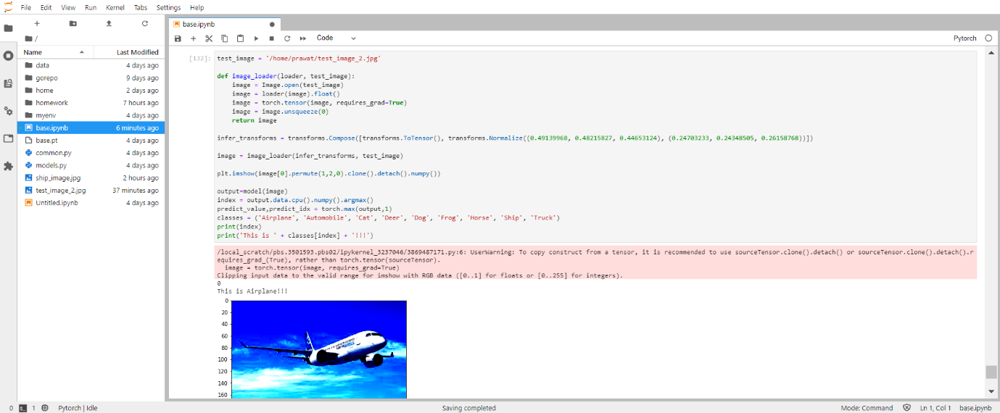 File Edit View Run Kernel Tabs Settings Help
base.ipynb
Code
Pytorch
/
Name Last Modified
data 4 days ago
gorepo 9 days ago
home 2 days ago
homework 7 hours ago
myenv 4 days ago
base.ipynb 6 minutes ago
base.pt 4 days ago
common.py 4 days ago
models.py 4 days ago
ship_image.jpg 2 hours ago
test_image_2.jpg 37 minutes ago
Untitled.ipynb 4 days ago
[132]: test_image = '/home/prawat/test_image_2.jpg'
def image_loader(loader, test_image):
image = Image.open(test_image)
image = loader(image).float()
image = torch.tensor(image, requires_grad=True)
image = image.unsqueeze(0)
return image
infer_transforms = transforms.Compose([transforms.ToTensor(), transforms.Normalize((0.49139968, 0.48215827, 0.44653124), (0.24703233, 0.24348505, 0.26158768))])
image = image_loader(infer_transforms, test_image)
plt.imshow(image[0].permute(1,2,0).clone().detach().numpy())
output=model(image)
index = output.data.cpu().numpy().argmax()
predict_value,predict_idx = torch.max(output,1)
classes = ('Airplane', 'Automobile', 'Cat', 'Deer', 'Dog', 'Frog', 'Horse', 'Ship', 'Truck')
print(index)
print('This is ' + classes[index] + '!!!')
/local_scratch/pbs.3501593.pbs02/ipykernel_3237046/3869487171.py:6: UserWarning: To copy construct from a tensor, it is recommended to use sourceTensor.clone().detach() or sourceTensor.clone().detach().r
equires_grad_(True), rather than torch.tensor(sourceTensor).
image = torch.tensor(image, requires_grad=True)
Clipping input data to the valid range for imshow with RGB data ([0..1] for floats or [0..255] for integers).
0
This is Airplane!!!
0
20
40
60
80
100
120
140
160
0 1 Pytorch | Idle Saving completed Mode: Command Ln 1, Col 1 base.ipynb